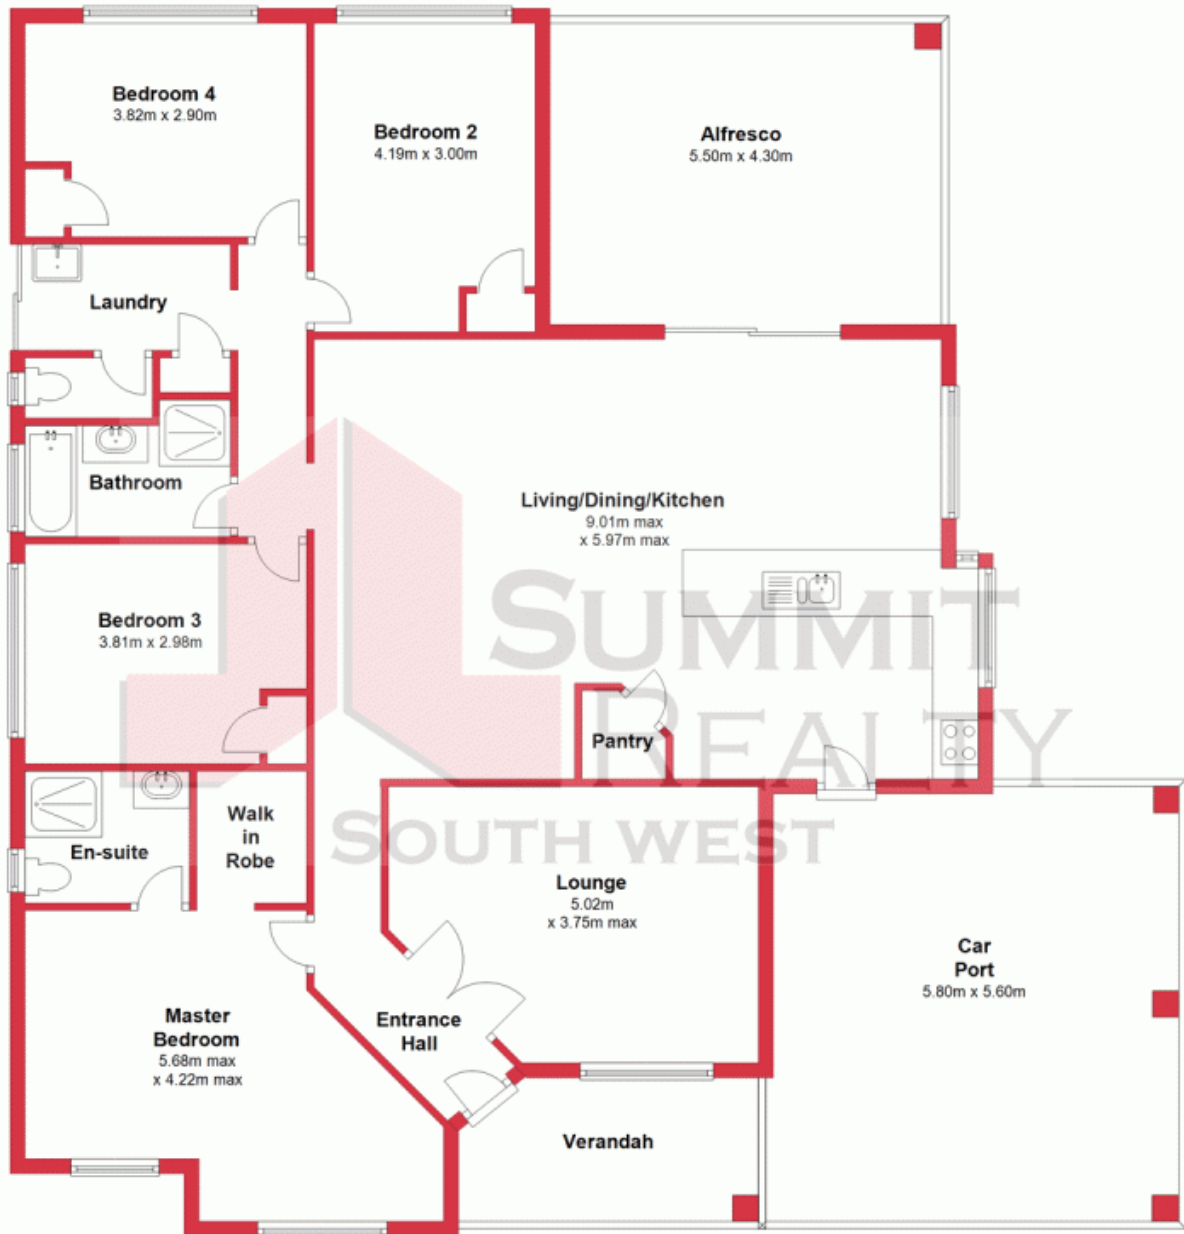 Bedroom 4
3.82m x 2.90m
Bedroom 2
4.19m x 3.00m
Alfresco
5.50m x 4.30m
Laundry
Bathroom
Living/Dining/Kitchen
9.01m max
x 5.97m max
Bedroom 3
3.81m x 2.98m
SUMMIT
REALTY
SOUTH WEST
Pantry
Walk
in
Robe
En-suite
Lounge
5.02m
x 3.75m max
Car
Port
5.80m x 5.60m
Master
Bedroom
5.68m max
x 4.22m max
Entrance
Hall
Verandah